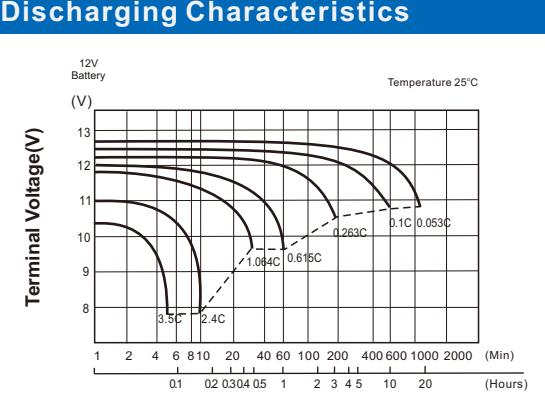 Discharging Characteristics
12V
Battery
Temperature 25°C
(V)
Terminal Voltage(V)
13
12
11
10
9
8
0.1C 0.053C
0.263C
0.615C
1.064C
3.5C 2.4C
1 2 4 6 8 10 20 40 60 100 200 400 600 1000 2000 (Min)
0.1 0.2 0.3 0.4 0.5 1 2 3 4 5 10 20 (Hours)